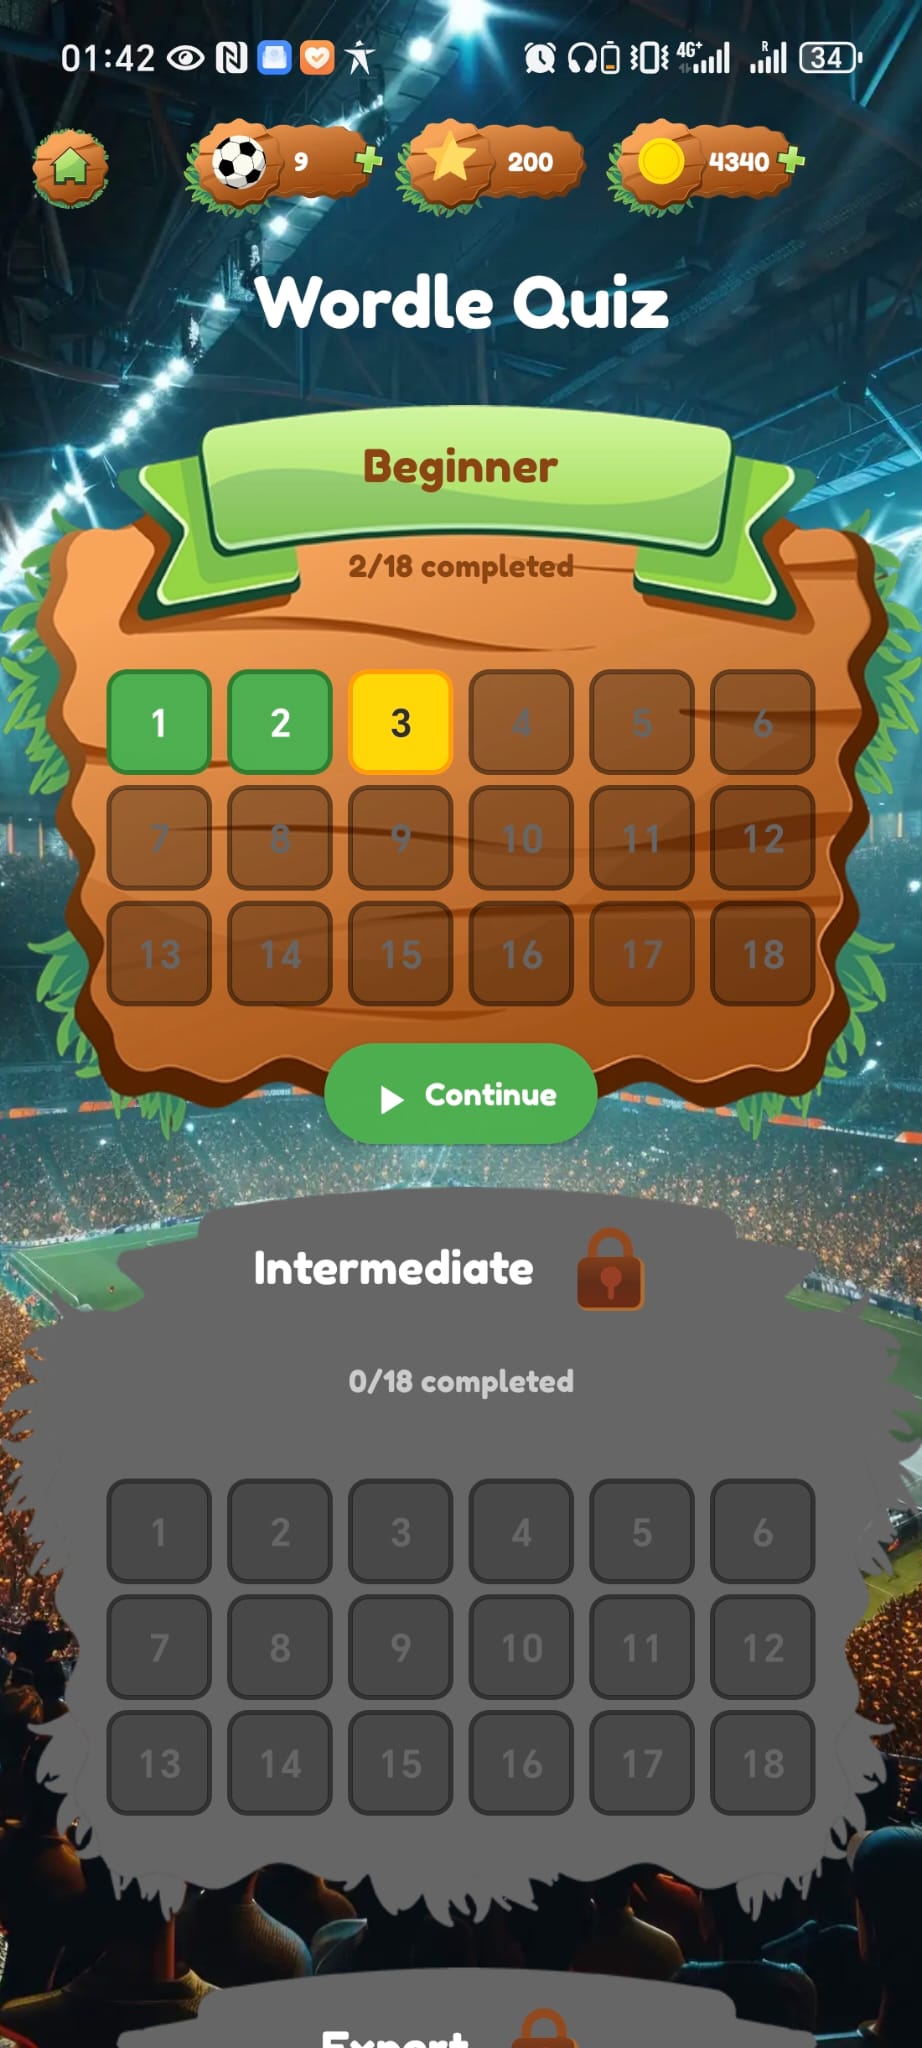 01:42 4G+ R 34
9 200 4340
Wordle Quiz
Beginner
2/18 completed
1 2 3 4 5 6
7 8 9 10 11 12
13 14 15 16 17 18
Continue
Intermediate
0/18 completed
1 2 3 4 5 6
7 8 9 10 11 12
13 14 15 16 17 18
Expert